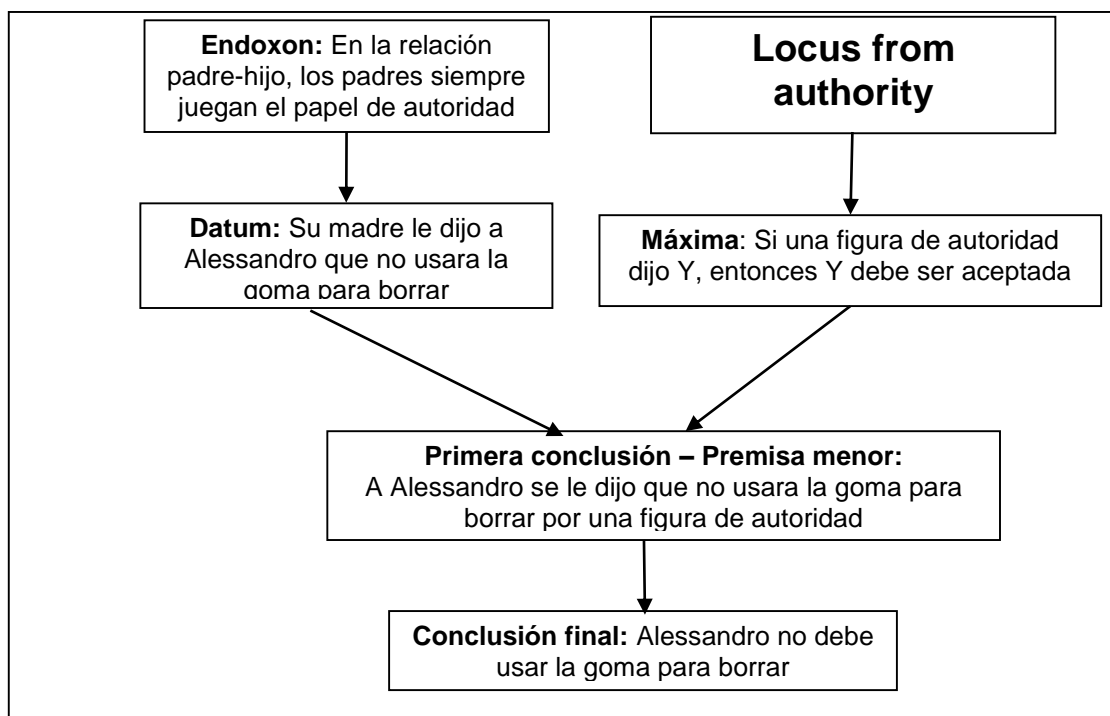 Endoxon: En la relación
padre-hijo, los padres siempre
juegan el papel de autoridad
Locus from
authority
Datum: Su madre le dijo a
Alessandro que no usara la
goma para borrar
Máxima: Si una figura de autoridad
dijo Y, entonces Y debe ser aceptada
Primera conclusión – Premisa menor:
A Alessandro se le dijo que no usara la goma para
borrar por una figura de autoridad
Conclusión final: Alessandro no debe
usar la goma para borrar